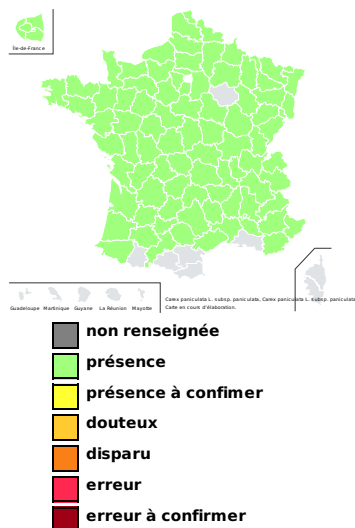 Île-de-France
Guadeloupe Martinique Guyane La Réunion Mayotte
Carex paniculata L. subsp. paniculata, Carex paniculata L. subsp. paniculata
Carte en cours d'élaboration.
non renseignée
présence
présence à confimer
douteux
disparu
erreur
erreur à confirmer